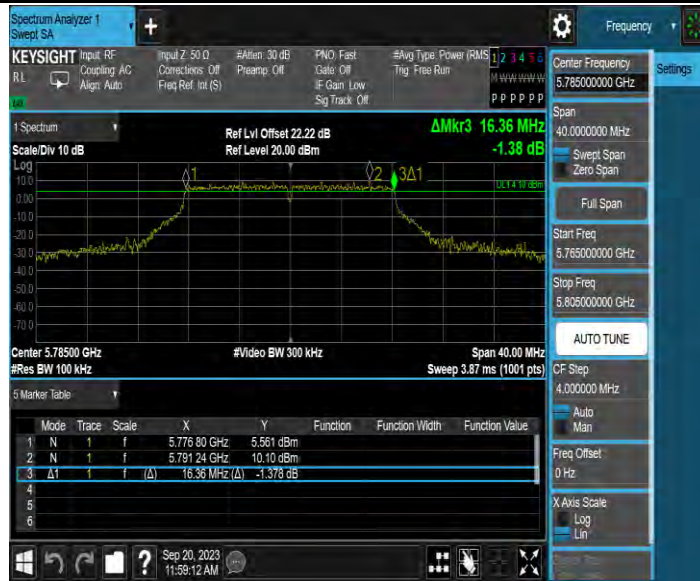 Spectrum Analyzer 1
Swept SA
+
Frequency
KEYSIGHT
RL
Input: RF
Coupling: AC
Align: Auto
Input Z: 50 Ω
Corrections: Off
Freq Ref: Int (S)
#Atten: 30 dB
Preamp: Off
PNO: Fast
Gate: Off
IF Gain: Low
Sig Track: Off
#Avg Type: Power (RMS)
Trig: Free Run
1 2 3 4 5 6
M W W W W W
P P P P P P
1 Spectrum
Scale/Div 10 dB
Ref Lvl Offset 22.22 dB
Ref Level 20.00 dBm
ΔMkr3 16.36 MHz
-1.38 dB
Log
10.0
0.00
-10.0
-20.0
-30.0
-40.0
-50.0
-60.0
-70.0
1
2
3Δ1
DL1 4.10 dBm
Center 5.78500 GHz
#Res BW 100 kHz
#Video BW 300 kHz
Span 40.00 MHz
Sweep 3.87 ms (1001 pts)
5 Marker Table
Mode Trace Scale X Y Function Function Width Function Value
1 N 1 f 5.776 80 GHz 5.561 dBm
2 N 1 f 5.791 24 GHz 10.10 dBm
3 Δ1 1 f (Δ) 16.36 MHz (Δ) -1.378 dB
4
5
6
Sep 20, 2023
11:59:12 AM
?
Center Frequency
5.785000000 GHz
Settings
Span
40.0000000 MHz
Swept Span
Zero Span
Full Span
Start Freq
5.765000000 GHz
Stop Freq
5.805000000 GHz
AUTO TUNE
CF Step
4.000000 MHz
Auto
Man
Freq Offset
0 Hz
X Axis Scale
Log
Lin